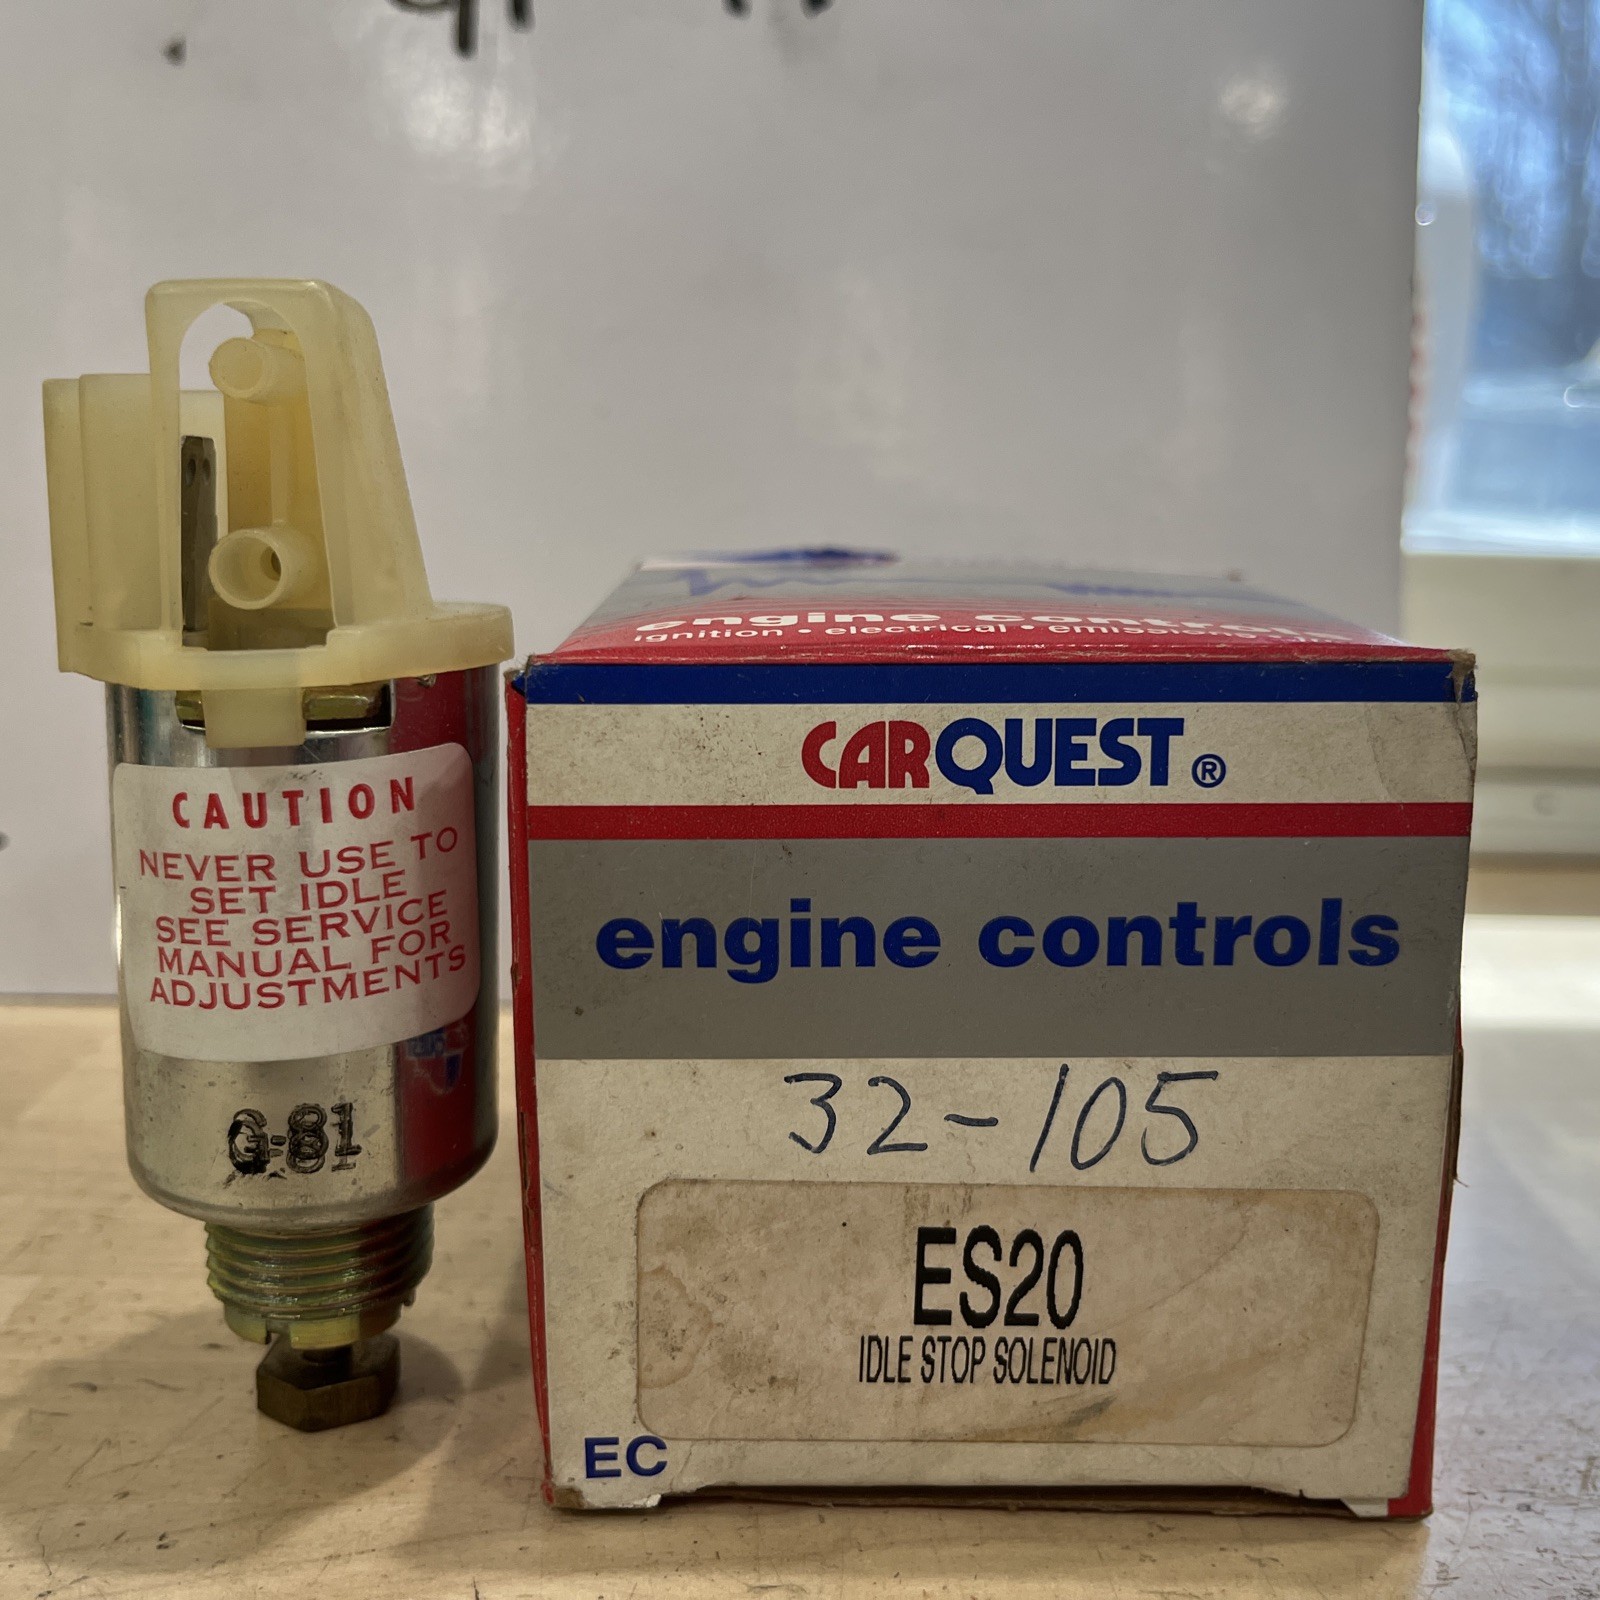 CAUTION
NEVER USE TO
SET IDLE
SEE SERVICE
MANUAL FOR
ADJUSTMENTS
G-81
engine controls
ignition • electrical • emissions
CARQUEST®
engine controls
32-105
ES20
IDLE STOP SOLENOID
EC